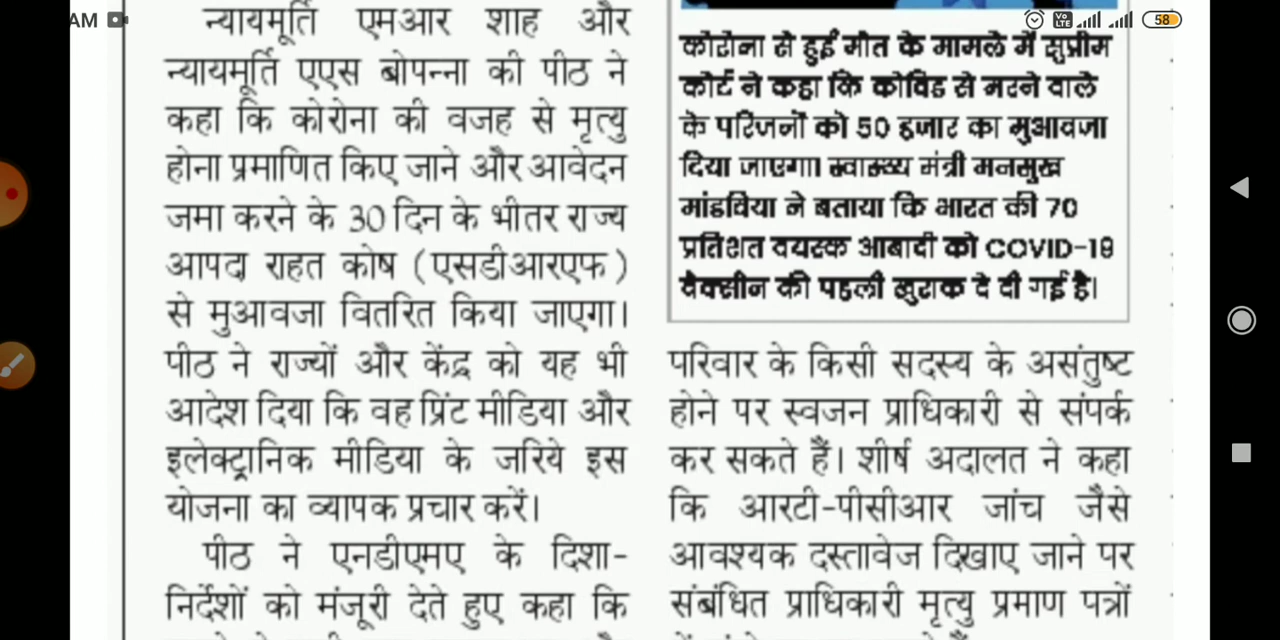 AM
58
न्यायमूर्ति एमआर शाह और
न्यायमूर्ति एएस बोपन्ना की पीठ ने
कहा कि कोरोना की वजह से मृत्यु
होना प्रमाणित किए जाने और आवेदन
जमा करने के 30 दिन के भीतर राज्य
आपदा राहत कोष (एसडीआरएफ)
से मुआवजा वितरित किया जाएगा।
पीठ ने राज्यों और केंद्र को यह भी
आदेश दिया कि वह प्रिंट मीडिया और
इलेक्ट्रानिक मीडिया के जरिये इस
योजना का व्यापक प्रचार करें।
पीठ ने एनडीएमए के दिशा-
निर्देशों को मंजूरी देते हुए कहा कि
कोरोना से हुई मौत के मामले में सुप्रीम
कोर्ट ने कहा कि कोविड से मरने वाले
के परिजनों को 50 हजार का मुआवजा
दिया जाएगा। स्वास्थ्य मंत्री मनसुख
मांडविया ने बताया कि भारत की 70
प्रतिशत वयस्क आबादी को COVID-19
वैक्सीन की पहली खुराक दे दी गई है।
परिवार के किसी सदस्य के असंतुष्ट
होने पर स्वजन प्राधिकारी से संपर्क
कर सकते हैं। शीर्ष अदालत ने कहा
कि आरटी-पीसीआर जांच जैसे
आवश्यक दस्तावेज दिखाए जाने पर
संबंधित प्राधिकारी मृत्यु प्रमाण पत्रों